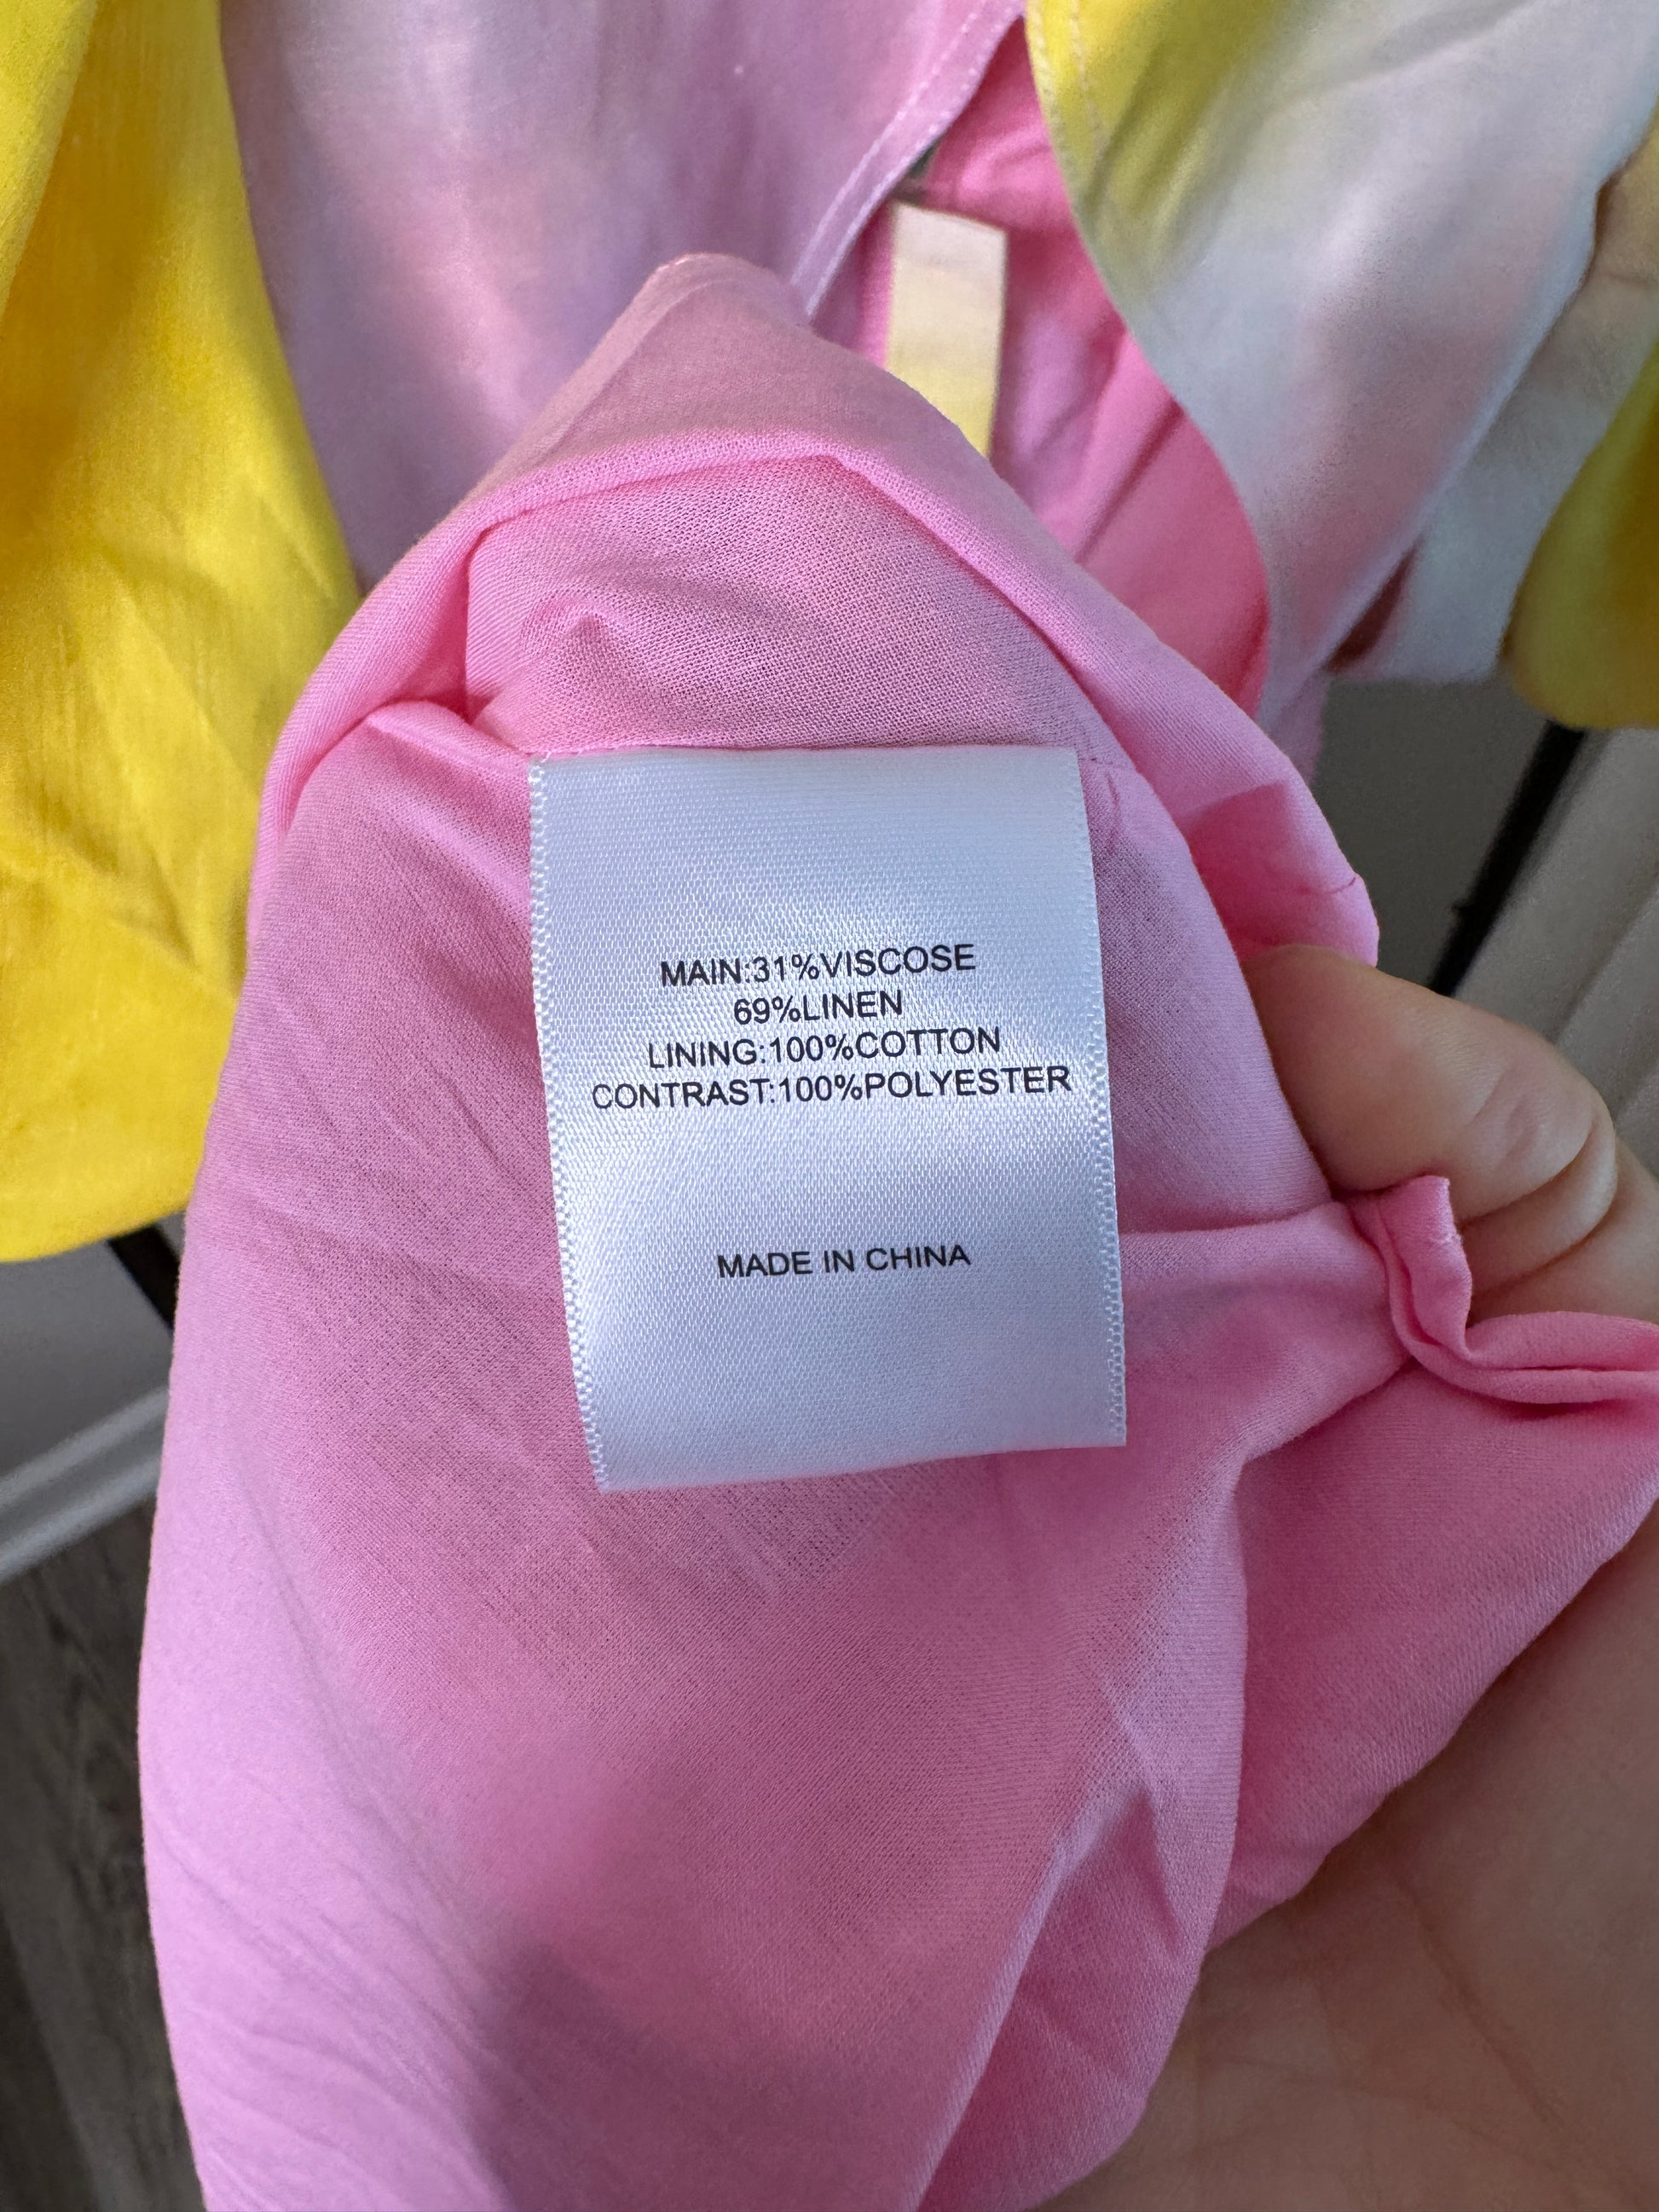 MAIN:31%VISCOSE
69%LINEN
LINING:100%COTTON
CONTRAST:100%POLYESTER
MADE IN CHINA